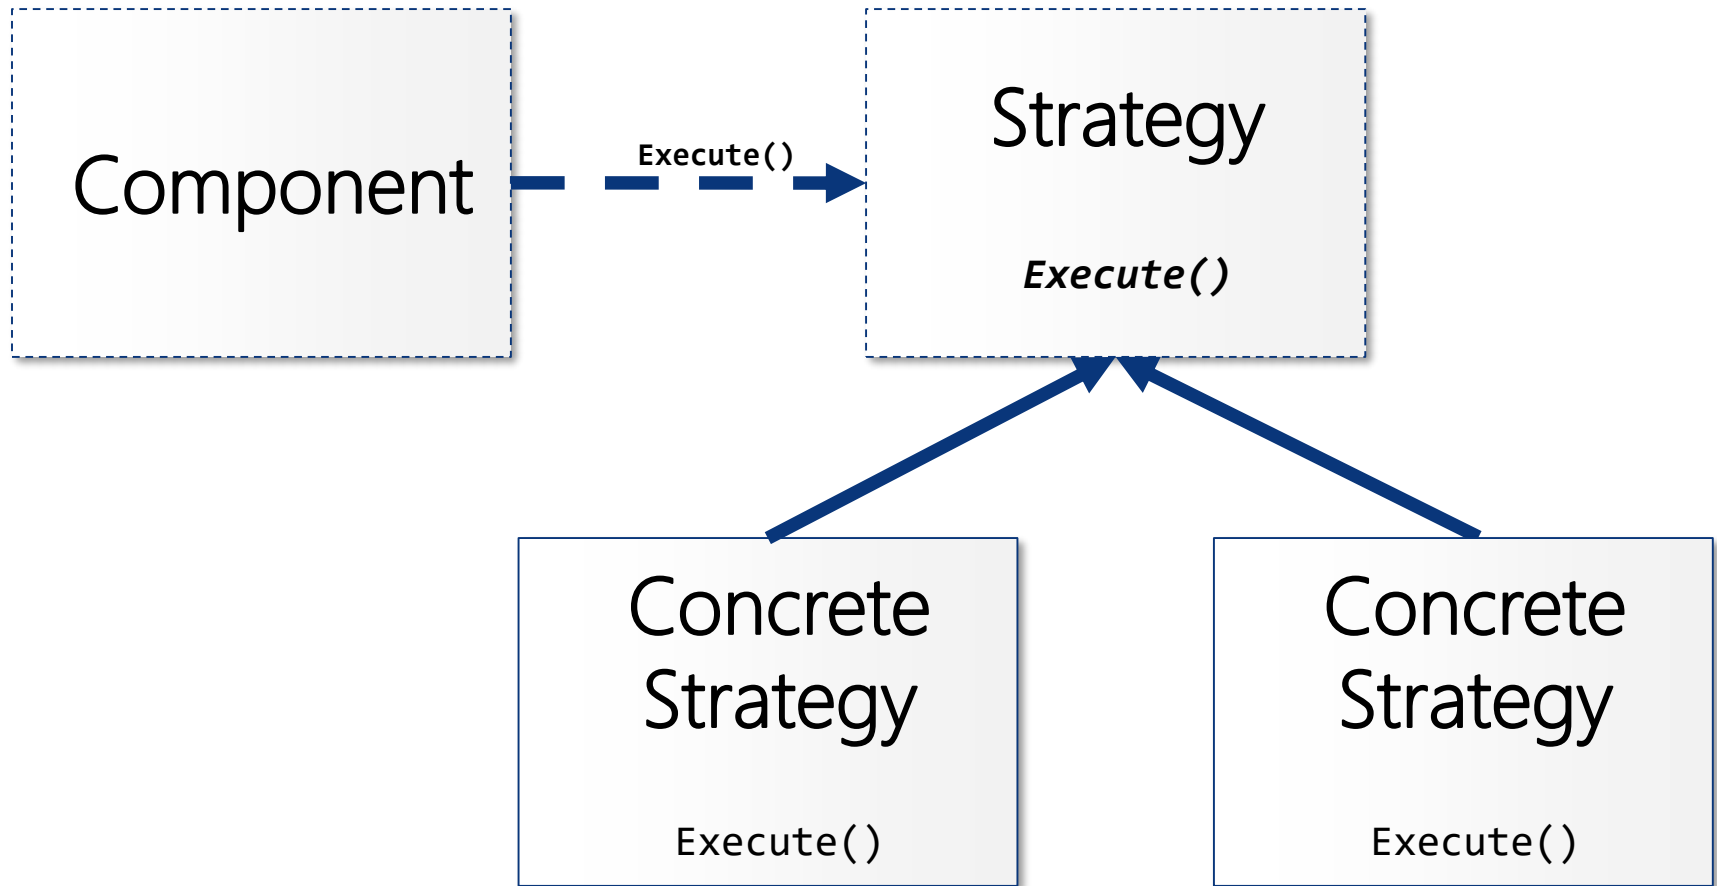 Component
Execute()
Strategy
Execute()
Concrete
Strategy
Execute()
Concrete
Strategy
Execute()